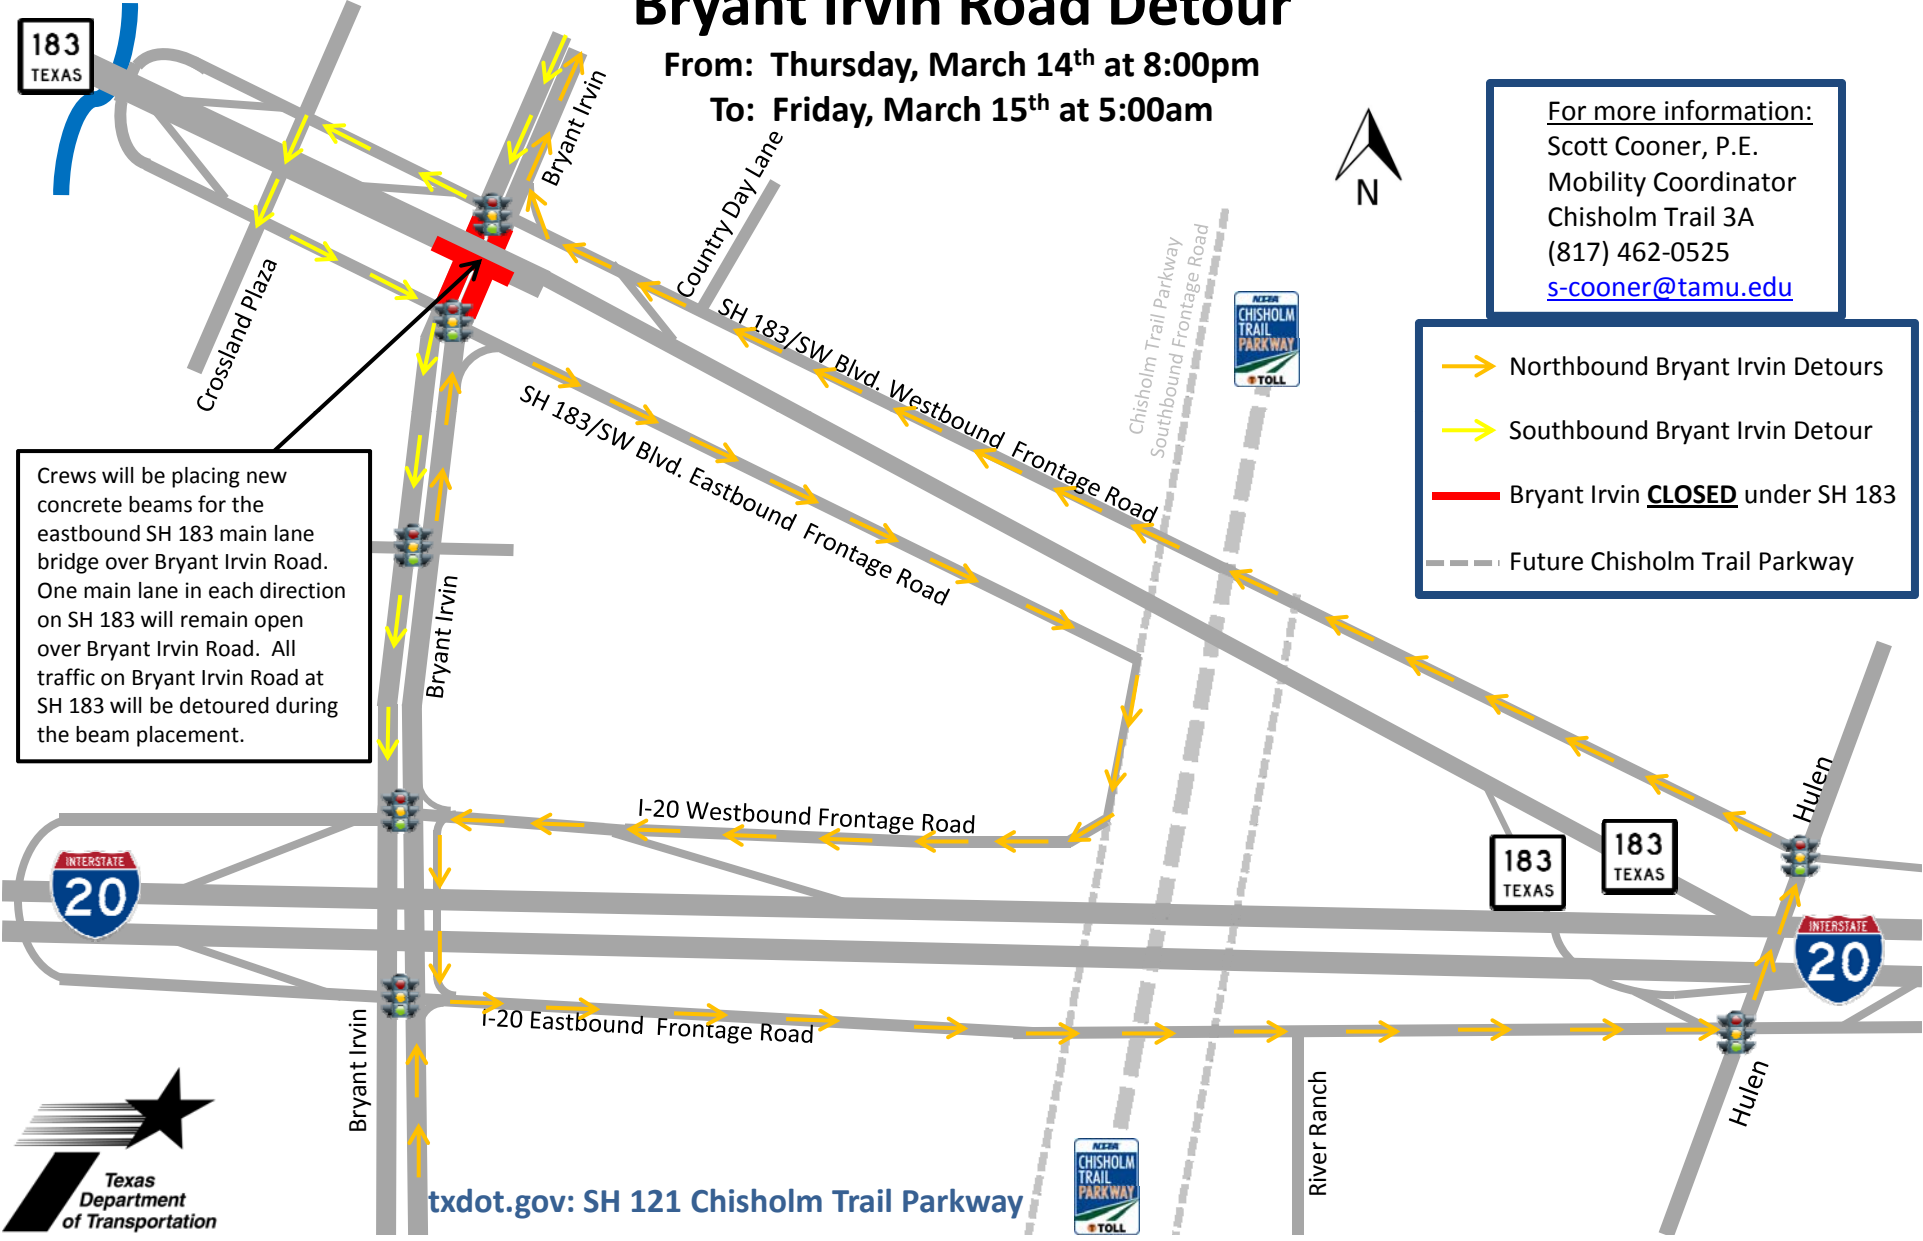 Bryant Irvin Road Detour
From: Thursday, March 14th at 8:00pm
To: Friday, March 15th at 5:00am
183
TEXAS
For more information:
Scott Cooner, P.E.
Mobility Coordinator
Chisholm Trail 3A
(817) 462-0525
s-cooner@tamu.edu
N
Northbound Bryant Irvin Detours
Southbound Bryant Irvin Detour
Bryant Irvin CLOSED under SH 183
Future Chisholm Trail Parkway
Bryant Irvin
Country Day Lane
Crossland Plaza
Chisholm Trail Parkway
Southbound Frontage Road
NTTA
CHISHOLM
TRAIL
PARKWAY
TOLL
SH 183/SW Blvd. Westbound Frontage Road
SH 183/SW Blvd. Eastbound Frontage Road
Crews will be placing new
concrete beams for the
eastbound SH 183 main lane
bridge over Bryant Irvin Road.
One main lane in each direction
on SH 183 will remain open
over Bryant Irvin Road. All
traffic on Bryant Irvin Road at
SH 183 will be detoured during
the beam placement.
Bryant Irvin
I-20 Westbound Frontage Road
Hulen
183
TEXAS
183
TEXAS
INTERSTATE
20
INTERSTATE
20
I-20 Eastbound Frontage Road
Bryant Irvin
River Ranch
Hulen
Texas
Department
of Transportation
txdot.gov: SH 121 Chisholm Trail Parkway
NTTA
CHISHOLM
TRAIL
PARKWAY
TOLL